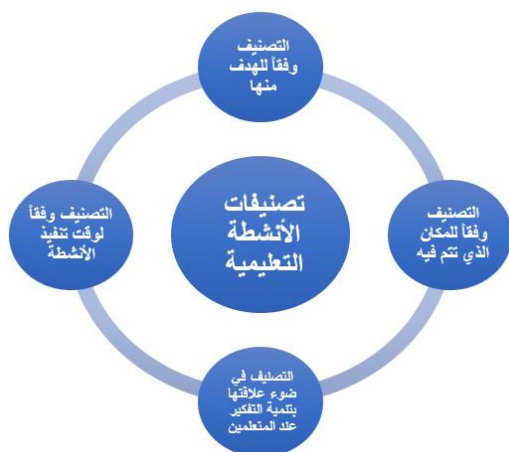 التصنيف
وفقاً للهدف
منها
تصنيفات
الأنشطة
التعليمية
التصنيف
وفقاً للمكان
الذي تتم فيه
التصنيف في
ضوء علاقتها
بتنمية التفكير
عند المتعلمين
التصنيف وفقاً
لوقت تنفيذ
الأنشطة